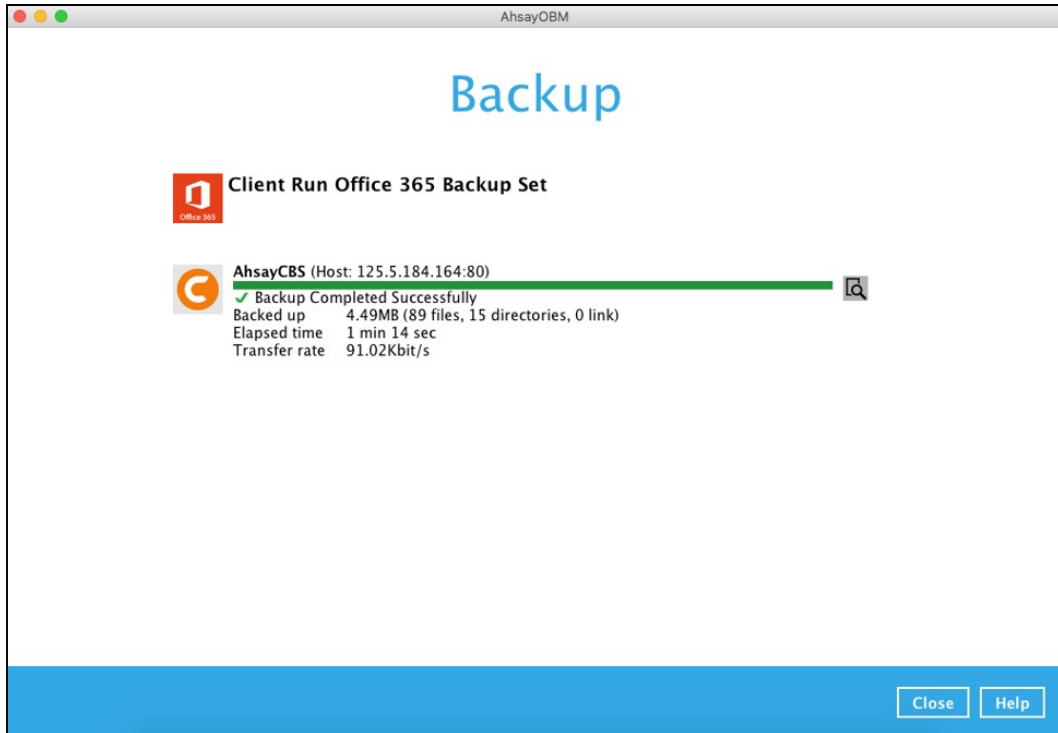 AhsayOBM
Backup
Client Run Office 365 Backup Set
Office 365
AhsayCBS (Host: 125.5.184.164:80)
✓ Backup Completed Successfully
Backed up 4.49MB (89 files, 15 directories, 0 link)
Elapsed time 1 min 14 sec
Transfer rate 91.02Kbit/s
Close Help